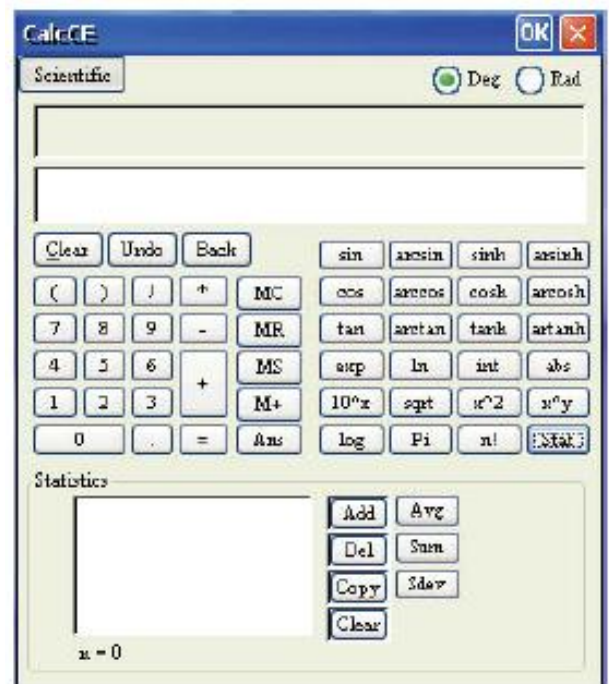 CalcCE OK
Scientific Deg Rad
Clear Undo Back
sin arcsin sinh arsinh
( ) / * MC cos arccos cosh arcosh
7 8 9 - MR tan arctan tanh artanh
4 5 6 + MS exp ln int abs
1 2 3 M+ 10^x sqrt x^2 x^y
0 . = Ans log Pi n! Stat
Statistics
Add Avg
Del Sum
Copy Sdev
Clear
n = 0